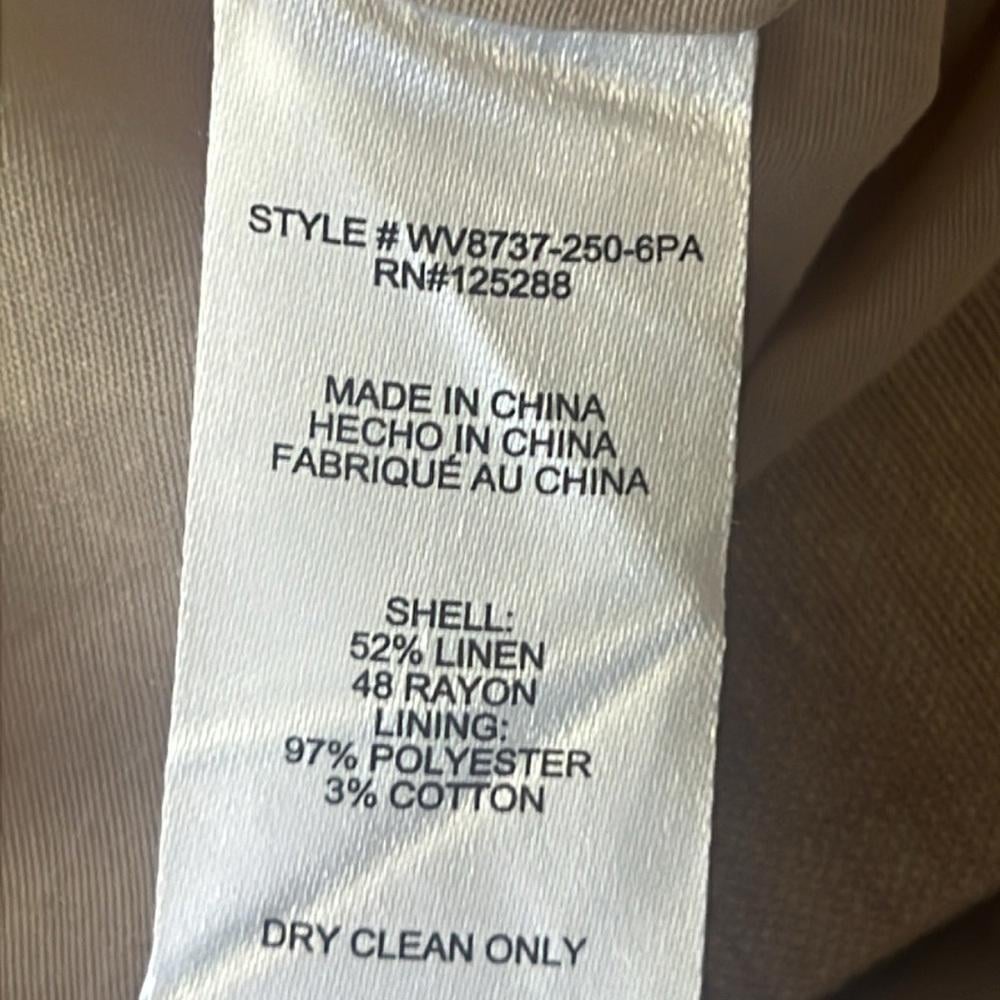 STYLE # WV8737-250-6PA
RN#125288
MADE IN CHINA
HECHO IN CHINA
FABRIQUÉ AU CHINA
SHELL:
52% LINEN
48 RAYON
LINING:
97% POLYESTER
3% COTTON
DRY CLEAN ONLY